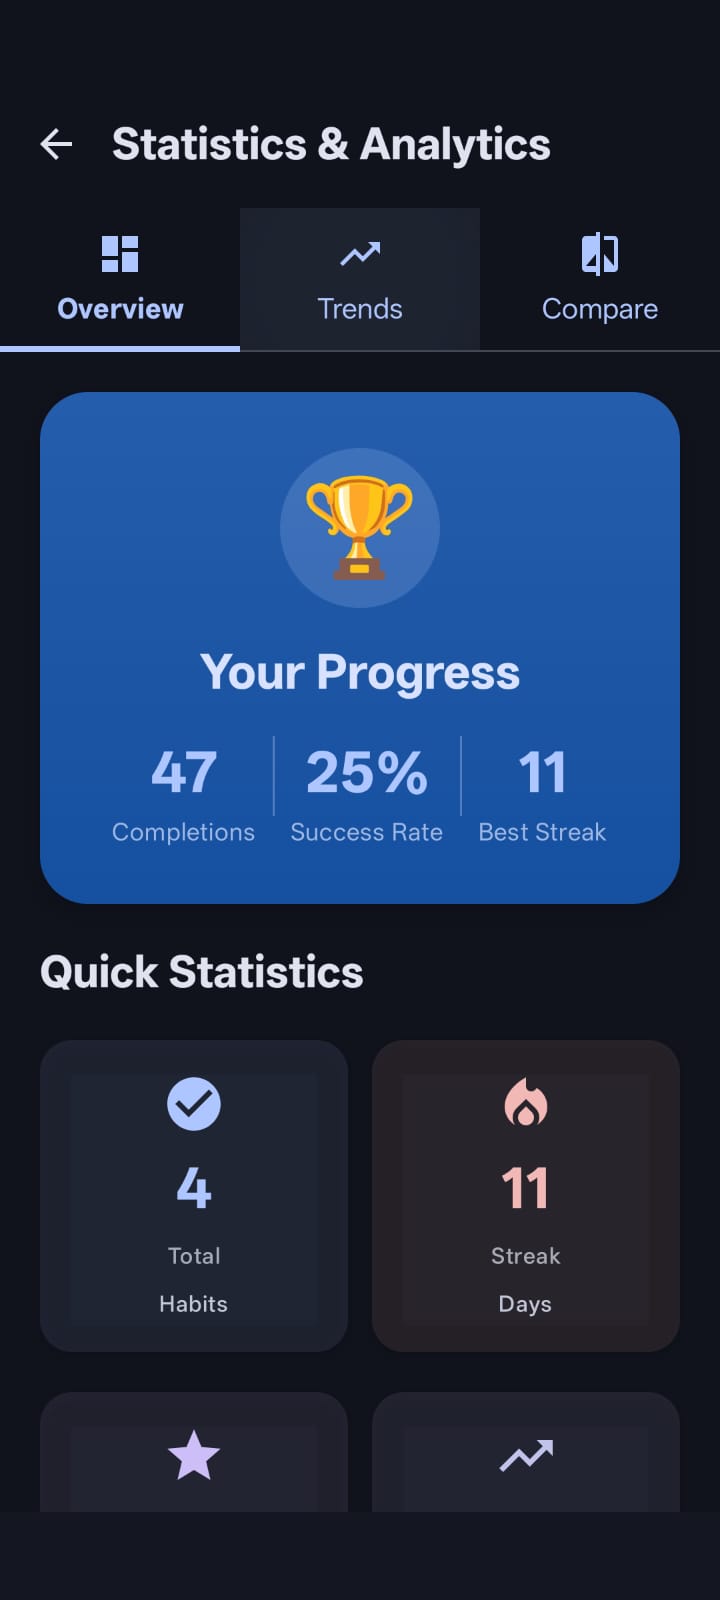 Statistics & Analytics
Overview
Trends
Compare
Your Progress
47
25%
11
Completions
Success Rate
Best Streak
Quick Statistics
4
Total
Habits
11
Streak
Days